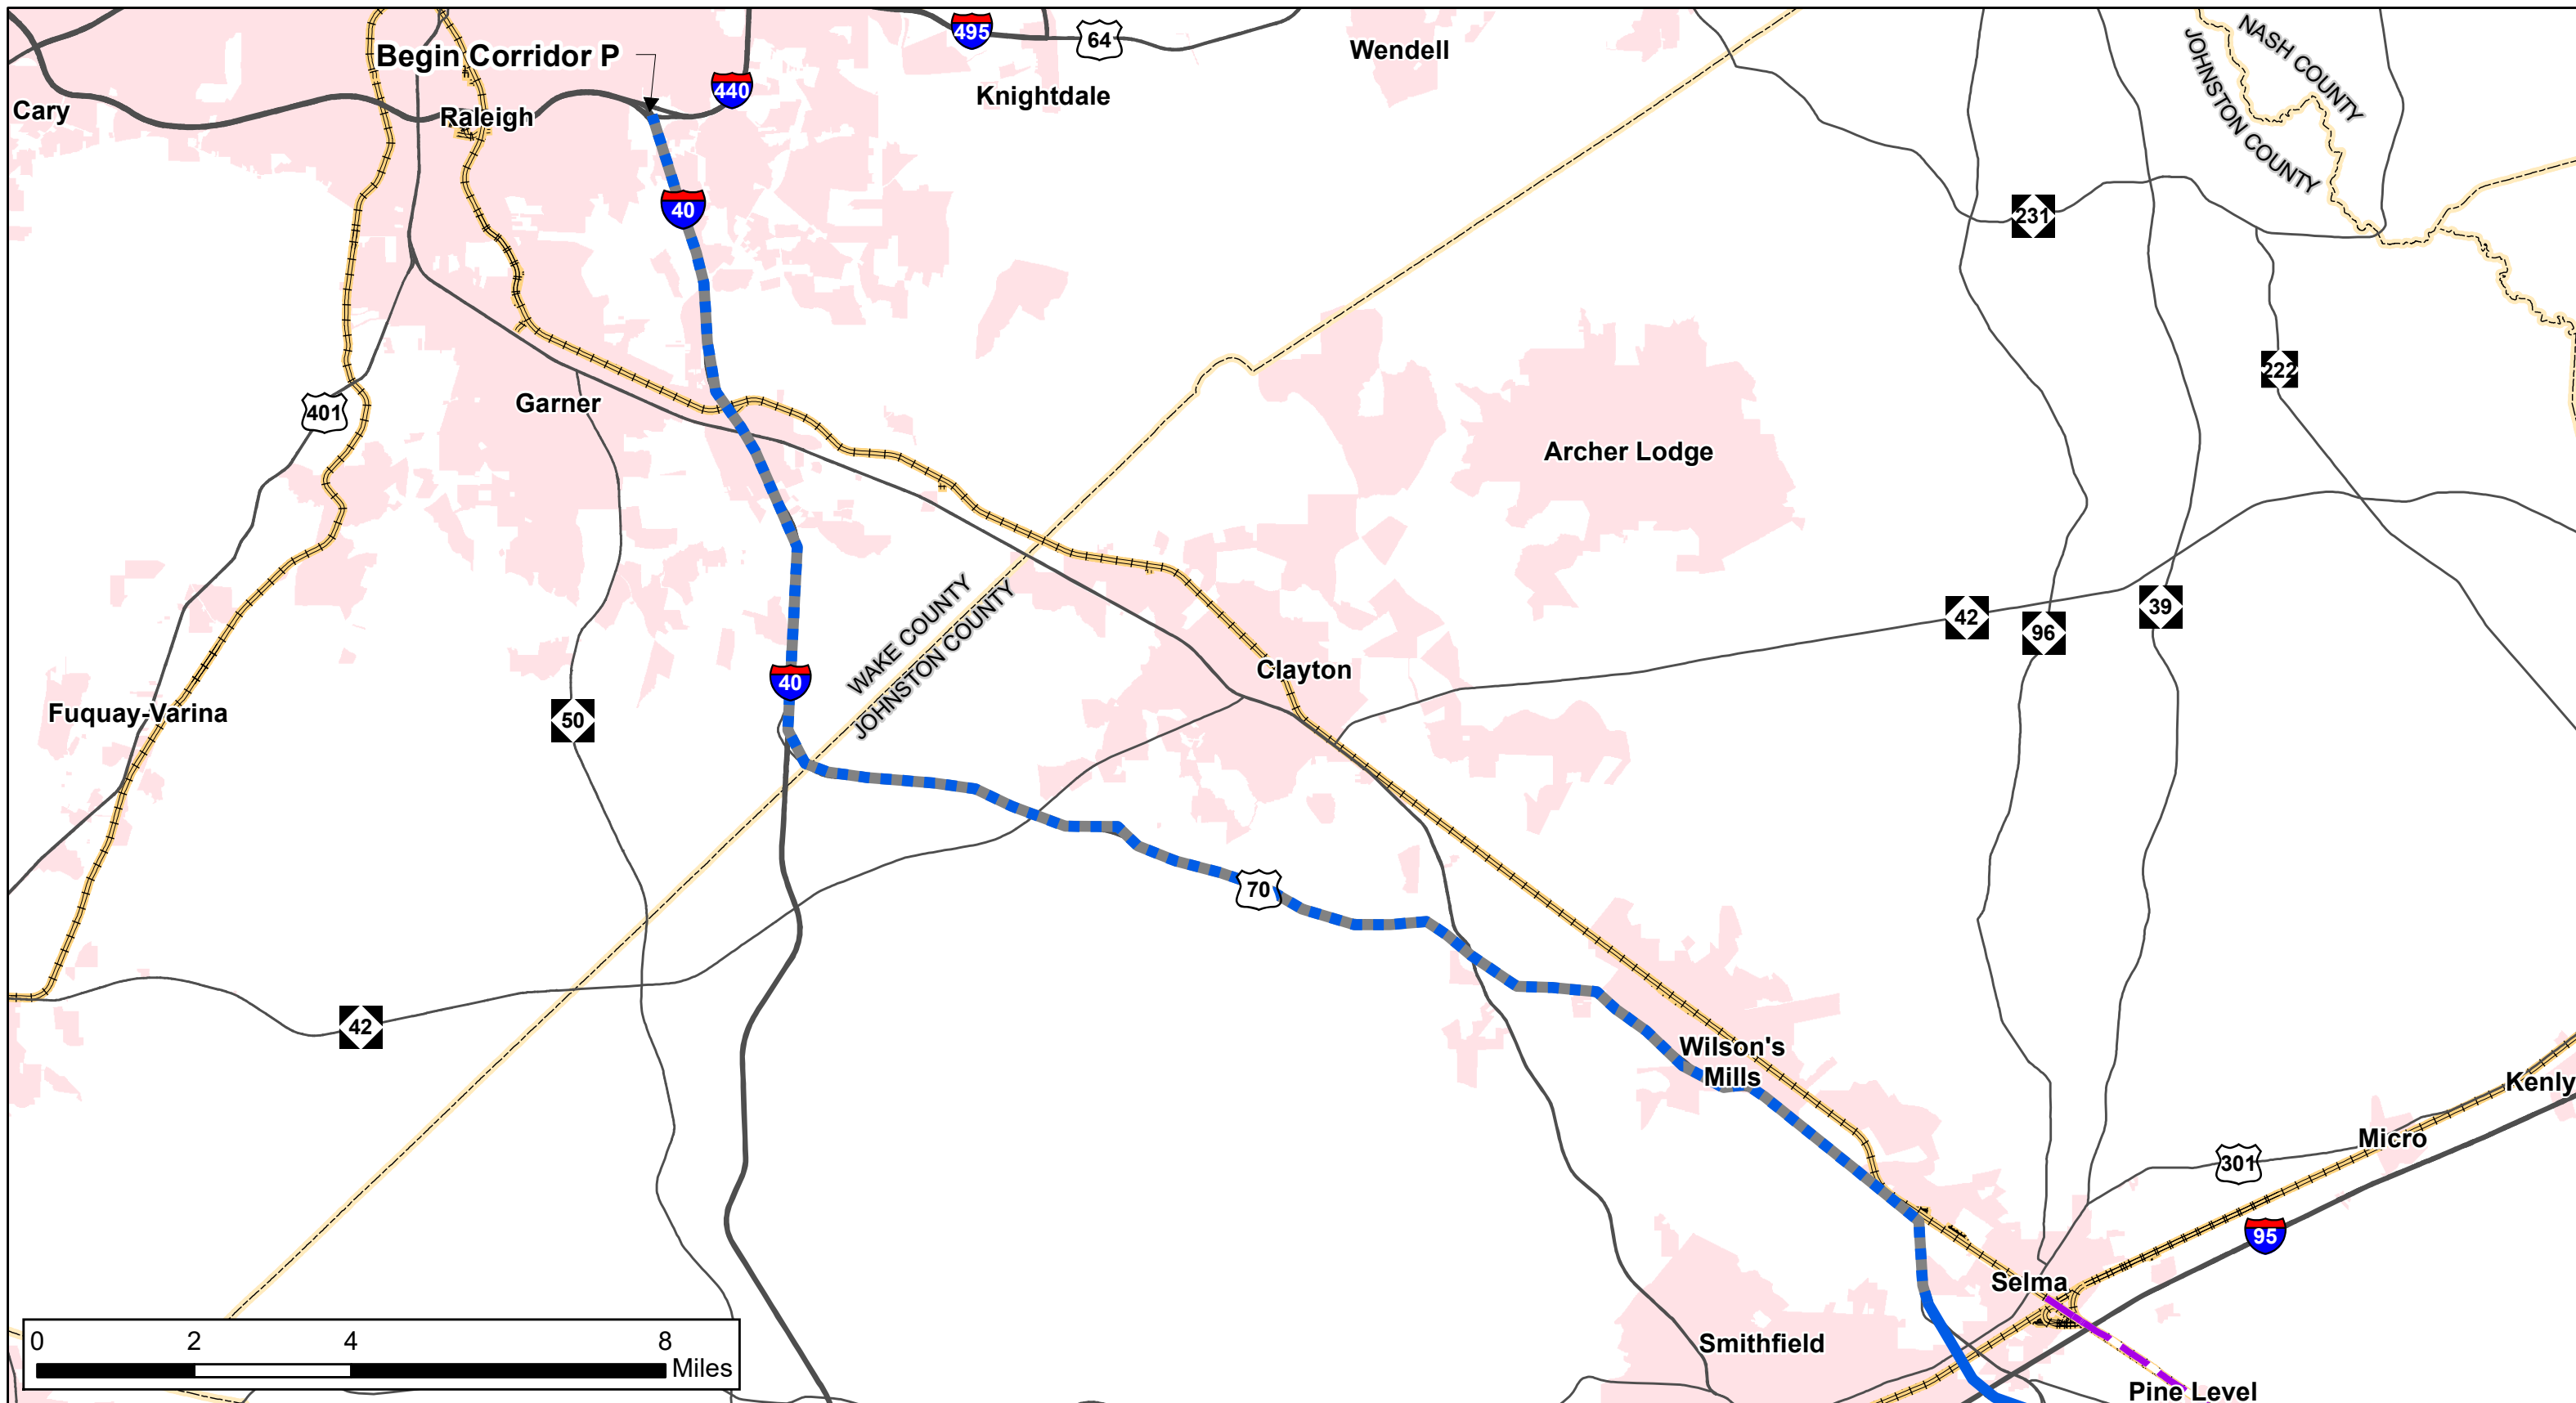 495
64
Wendell
NASH COUNTY
JOHNSTON COUNTY
Begin Corridor P
440
Knightdale
Cary
Raleigh
40
231
222
401
Garner
Archer Lodge
WAKE COUNTY
JOHNSTON COUNTY
42
96
39
Clayton
40
Fuquay-Varina
50
70
42
Wilson's
Mills
Kenly
Micro
301
95
Selma
Smithfield
Pine Level
0 2 4 8
Miles